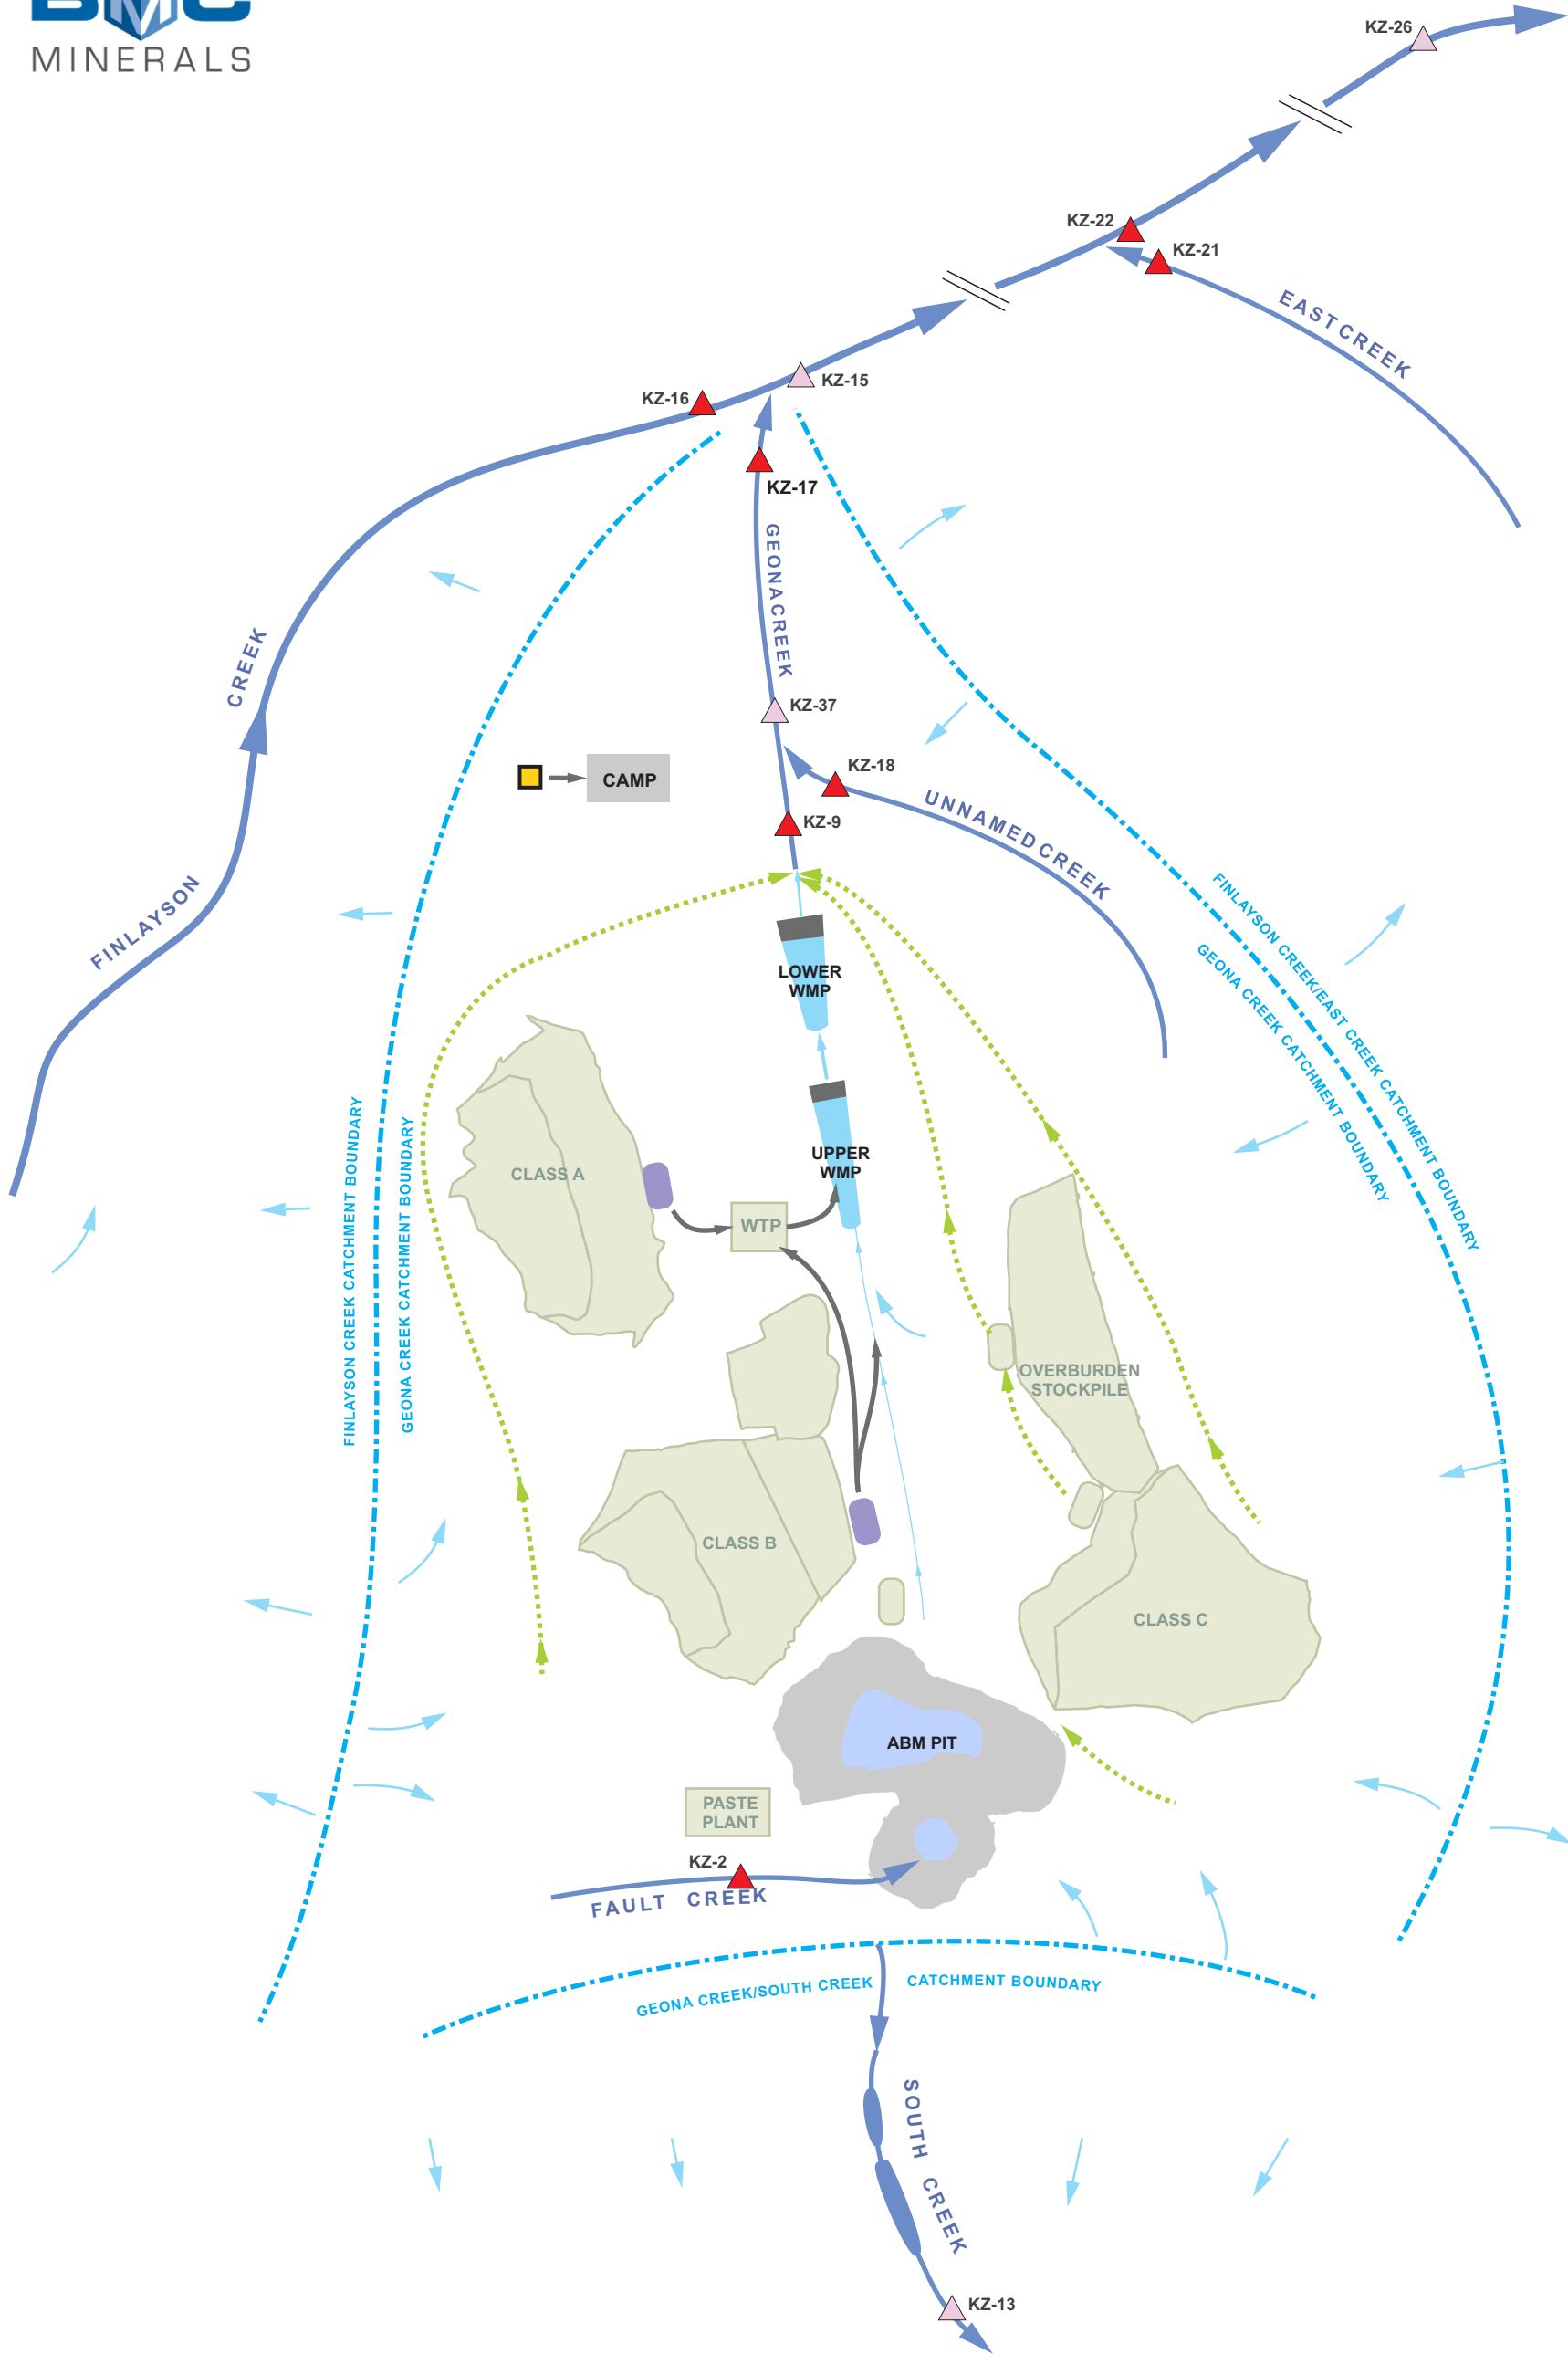 BMC
MINERALS
KZ-26
KZ-22
KZ-21
EAST CREEK
KZ-15
KZ-16
KZ-17
GEONA CREEK
CREEK
KZ-37
KZ-18
CAMP
UNNAMED CREEK
KZ-9
FINLAYSON
FINLAYSON CREEK/EAST CREEK CATCHMENT BOUNDARY
GEONA CREEK CATCHMENT BOUNDARY
LOWER
WMP
FINLAYSON CREEK CATCHMENT BOUNDARY
GEONA CREEK CATCHMENT BOUNDARY
UPPER
WMP
CLASS A
WTP
OVERBURDEN
STOCKPILE
CLASS B
CLASS C
ABM PIT
PASTE
PLANT
KZ-2
FAULT CREEK
GEONA CREEK/SOUTH CREEK CATCHMENT BOUNDARY
SOUTH CREEK
KZ-13